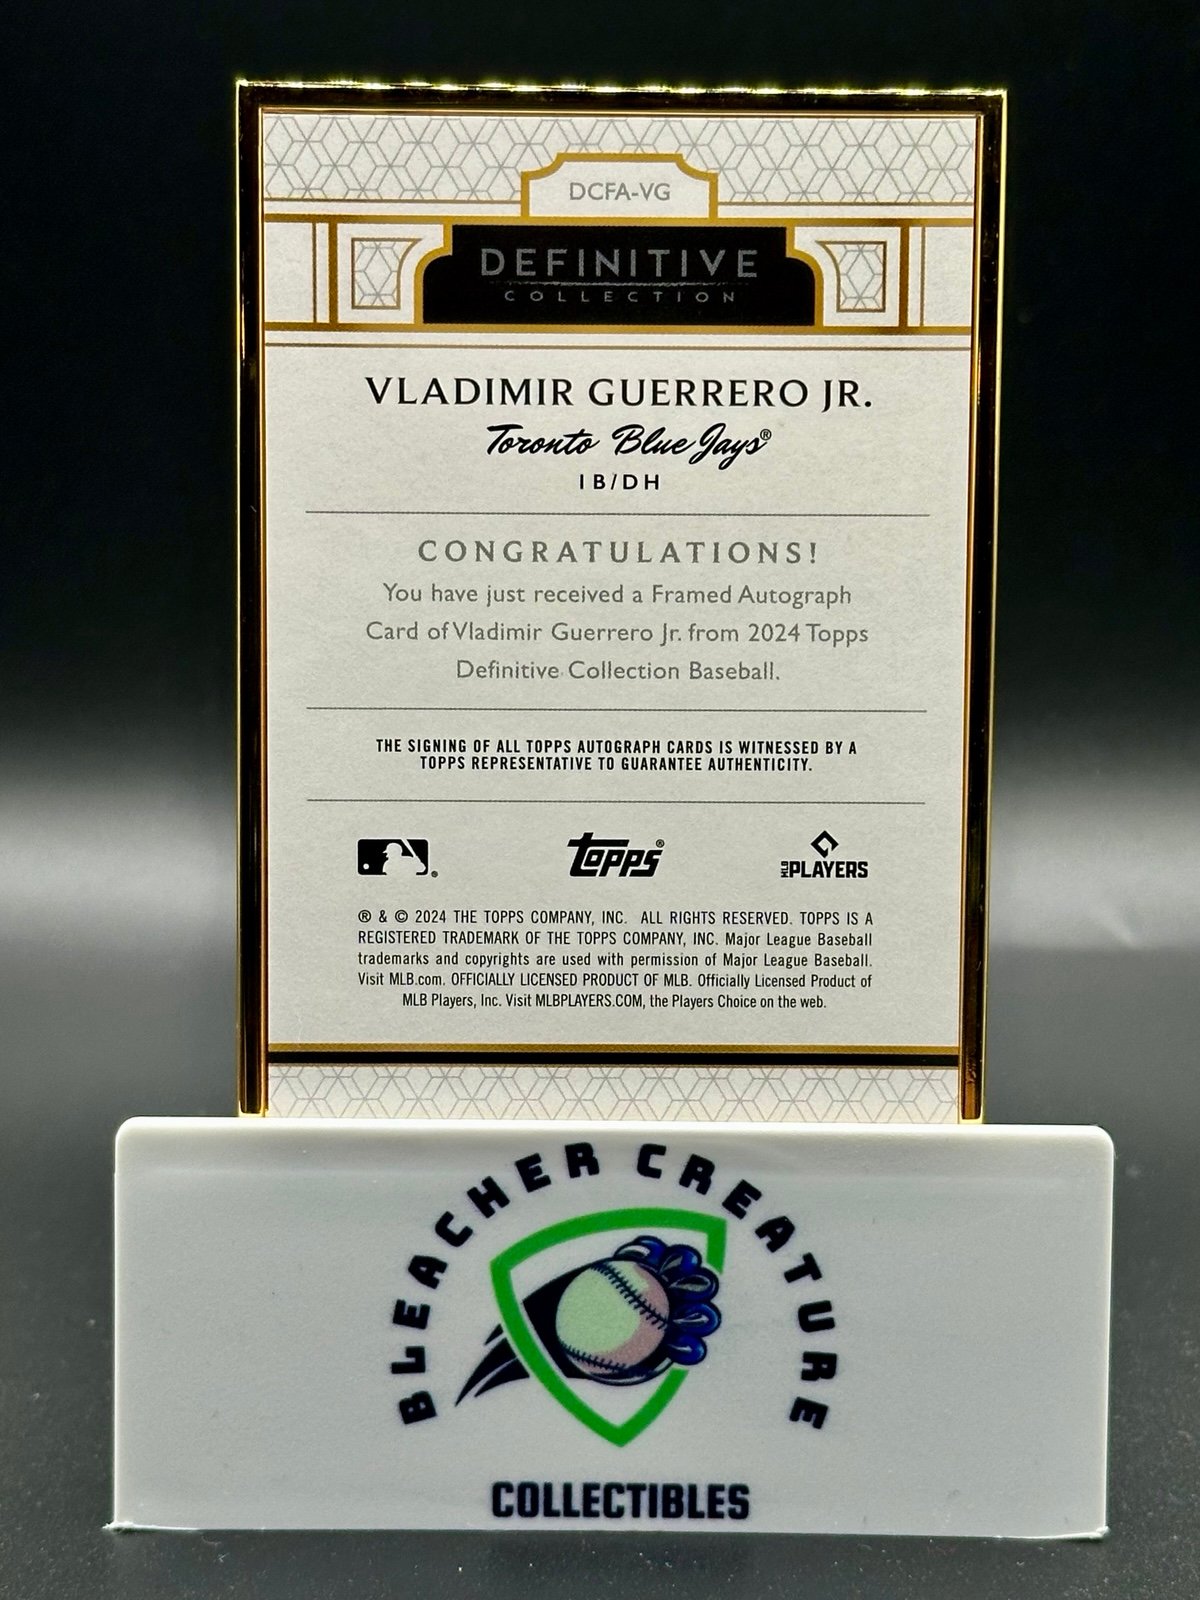 DCFA-VG
DEFINITIVE
COLLECTION
VLADIMIR GUERRERO JR.
Toronto Blue Jays®
1B/DH
CONGRATULATIONS!
You have just received a Framed Autograph
Card of Vladimir Guerrero Jr. from 2024 Topps
Definitive Collection Baseball.
THE SIGNING OF ALL TOPPS AUTOGRAPH CARDS IS WITNESSED BY A
TOPPS REPRESENTATIVE TO GUARANTEE AUTHENTICITY.
®
topps®
MLB PLAYERS
® & © 2024 THE TOPPS COMPANY, INC. ALL RIGHTS RESERVED. TOPPS IS A
REGISTERED TRADEMARK OF THE TOPPS COMPANY, INC. Major League Baseball
trademarks and copyrights are used with permission of Major League Baseball.
Visit MLB.com. OFFICIALLY LICENSED PRODUCT OF MLB. Officially Licensed Product of
MLB Players, Inc. Visit MLBPLAYERS.COM, the Players Choice on the web.
BLEACHER CREATURE
COLLECTIBLES